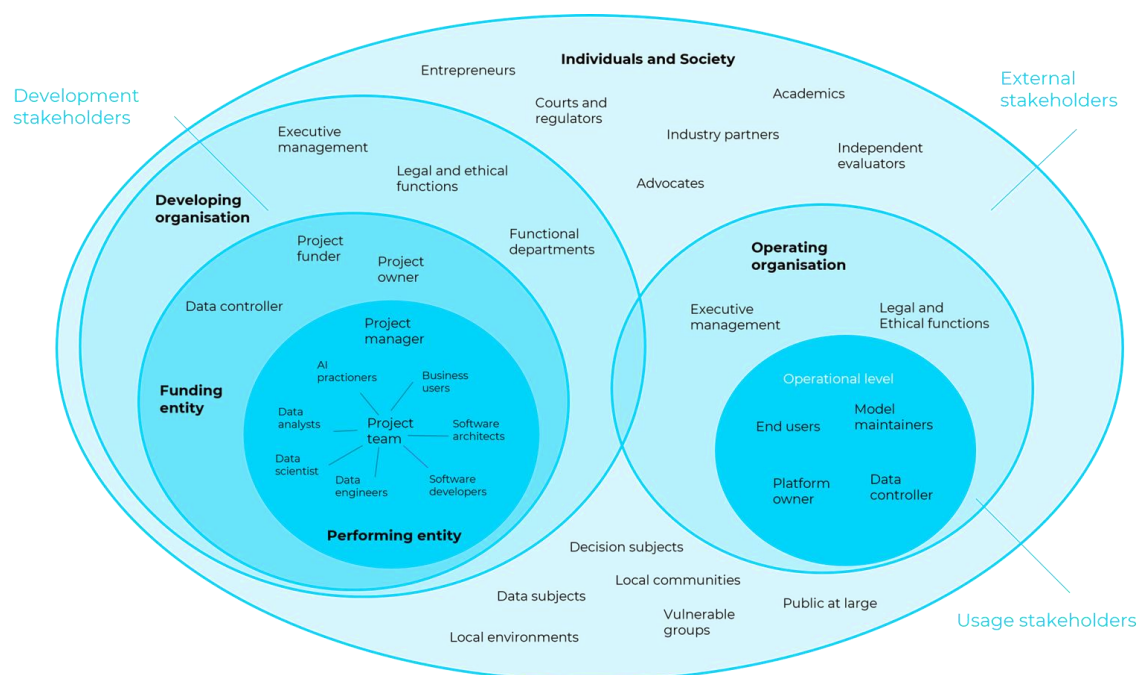 Individuals and Society
Entrepreneurs
Courts and
regulators
Academics
Industry partners
Independent
evaluators
Advocates
External
stakeholders
Development
stakeholders
Executive
management
Legal and ethical
functions
Developing
organisation
Functional
departments
Project
funder
Project
owner
Data controller
Funding
entity
Project
manager
AI
practioners
Business
users
Data
analysts
Project
team
Software
architects
Data
scientist
Data
engineers
Software
developers
Performing entity
Operating
organisation
Executive
management
Legal and
Ethical functions
Operational level
End users
Model
maintainers
Platform
owner
Data
controller
Decision subjects
Local communities
Data subjects
Vulnerable
groups
Public at large
Local environments
Usage stakeholders